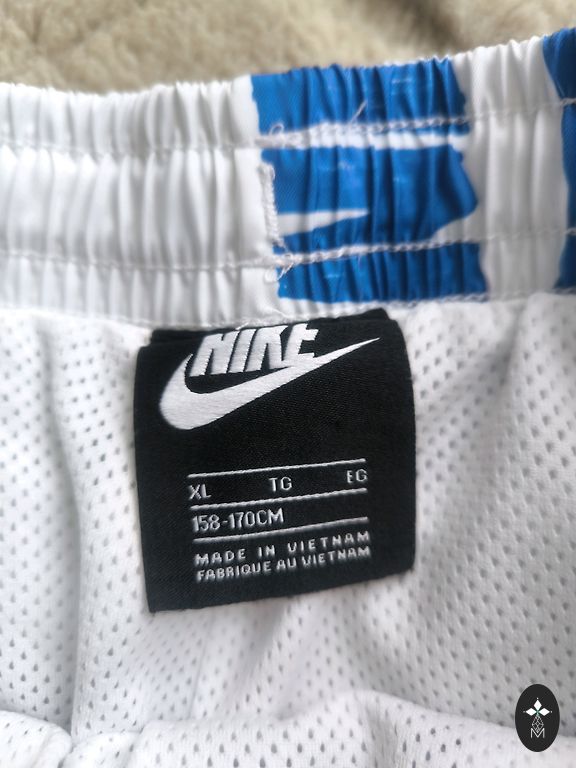 NIKE
XL TG EG
158-170CM
MADE IN VIETNAM
FABRIQUE AU VIETNAM
M